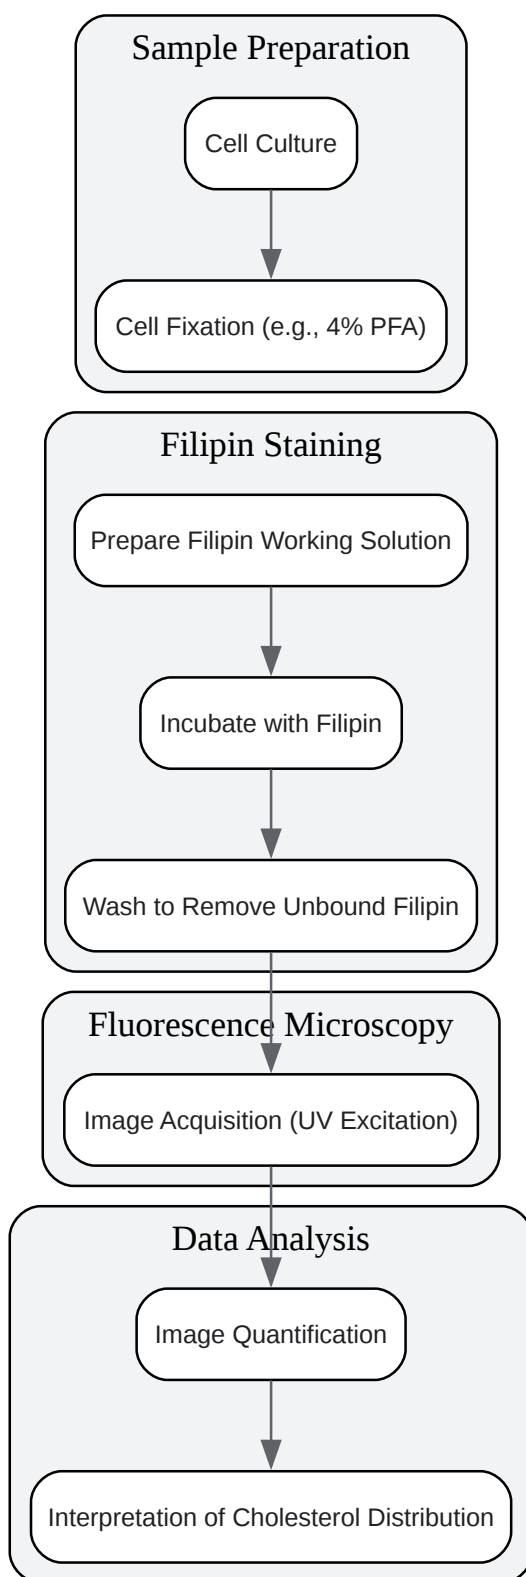 Sample Preparation
Cell Culture
Cell Fixation (e.g., 4% PFA)
Filipin Staining
Prepare Filipin Working Solution
Incubate with Filipin
Wash to Remove Unbound Filipin
Fluorescence Microscopy
Image Acquisition (UV Excitation)
Data Analysis
Image Quantification
Interpretation of Cholesterol Distribution